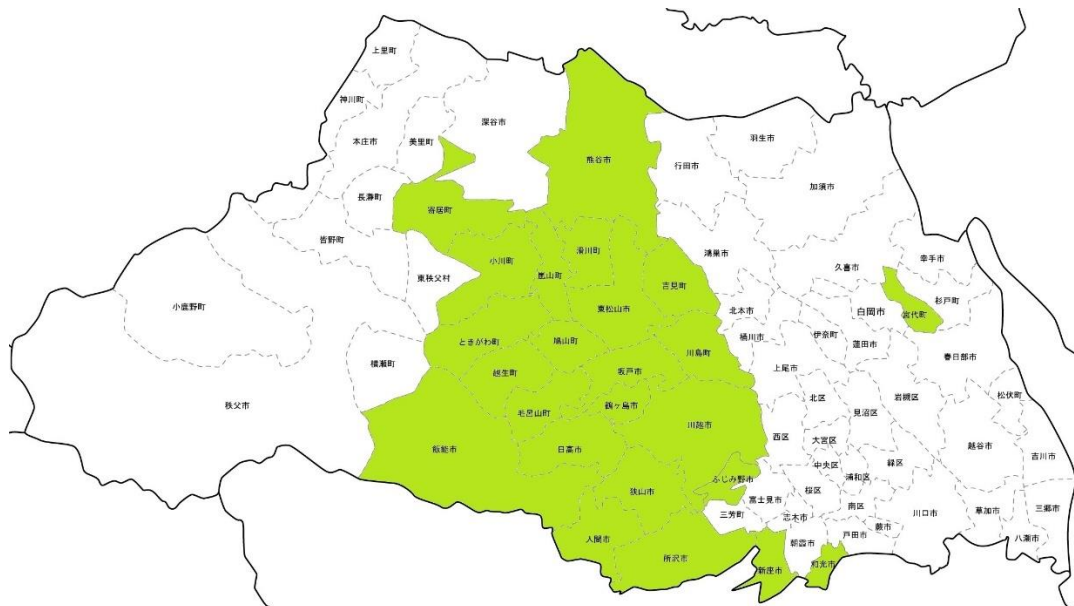 上里町
神川町
本庄市
美里町
深谷市
熊谷市
行田市
羽生市
加須市
長瀞町
寄居町
皆野町
小川町
嵐山町
滑川町
吉見町
鴻巣市
久喜市
幸手市
東秩父村
小鹿野町
東松山市
北本市
白岡市
宮代町
杉戸町
ときがわ町
鳩山町
川島町
桶川市
伊奈町
蓮田市
春日部市
横瀬町
越生町
坂戸市
上尾市
秩父市
毛呂山町
鶴ヶ島市
川越市
北区
見沼区
岩槻区
松伏町
飯能市
日高市
西区
大宮区
越谷市
吉川市
中央区
浦和区
緑区
狭山市
ふじみ野市
富士見市
桜区
三芳町
志木市
南区
川口市
草加市
三郷市
入間市
所沢市
朝霞市
戸田市
蕨市
八潮市
新座市
和光市